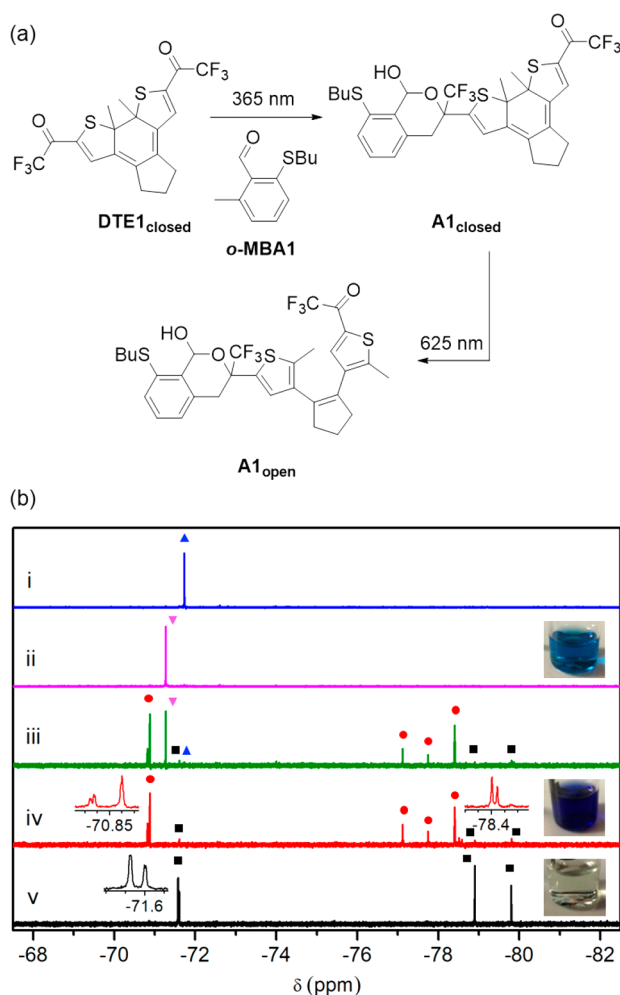 (a)
O
CF₃
S
S
O
F₃C
DTE1closed
365 nm
O
SBu
o-MBA1
O
CF₃
HO
BuS
O
CF₃
S
S
A1closed
625 nm
O
F₃C
S
HO
BuS
O
CF₃
S
A1open
(b)
i
ii
iii
iv
-70.85
-78.4
v
-71.6
-68 -70 -72 -74 -76 -78 -80 -82
δ (ppm)